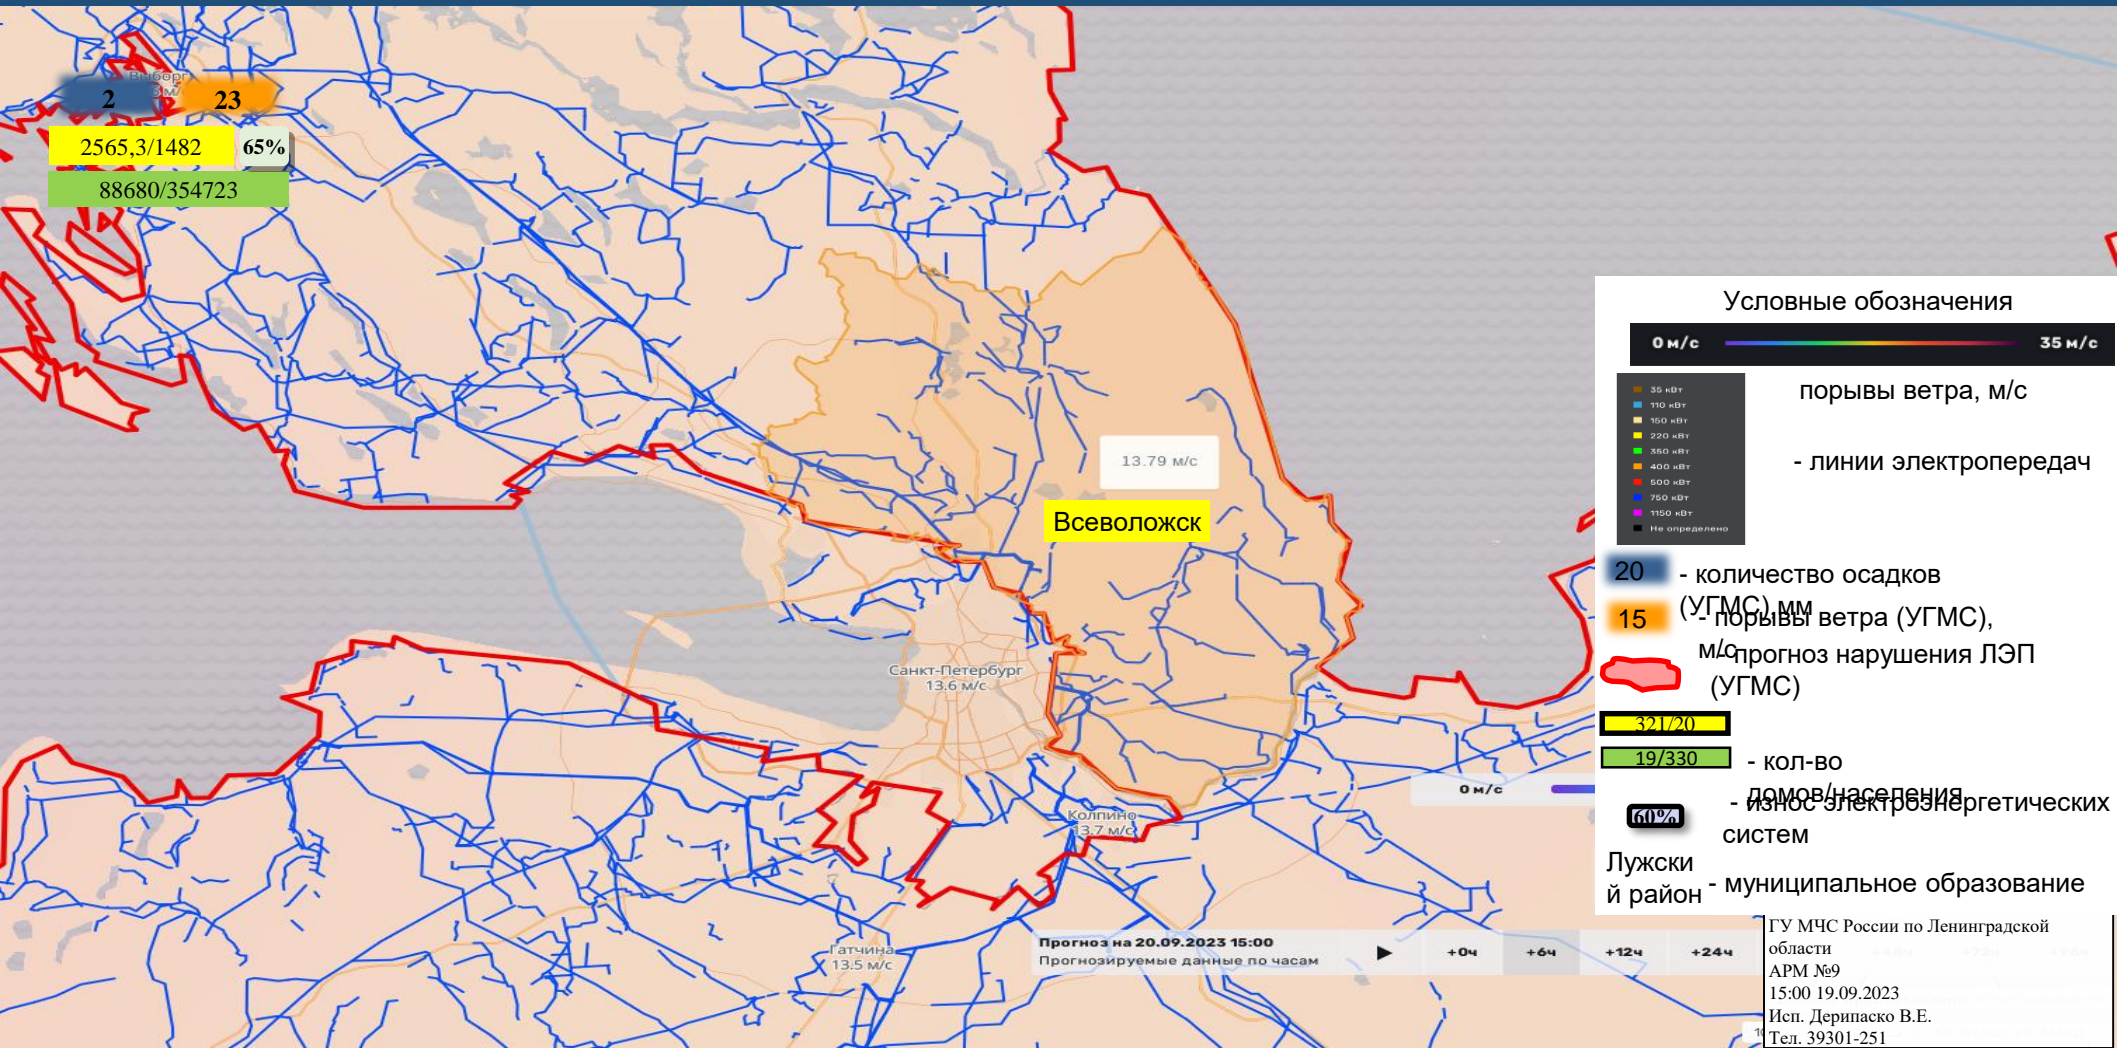 Выборг
2
23
2565,3/1482
65%
88680/354723
13.79 м/с
Всеволожск
Санкт-Петербург
13.6 м/с
Колпино
13.7 м/с
Гатчина
13.5 м/с
0 м/с
Прогноз на 20.09.2023 15:00
Прогнозируемые данные по часам
+0ч
+6ч
+12ч
+24ч
Условные обозначения
0 м/с
35 м/с
порывы ветра, м/с
35 кВт
110 кВт
150 кВт
220 кВт
350 кВт
400 кВт
500 кВт
750 кВт
1150 кВт
Не определено
- линии электропередач
20
- количество осадков
(УГМС),мм
15
- порывы ветра (УГМС),
м/с
- прогноз нарушения ЛЭП
(УГМС)
321/20
19/330
- кол-во
домов/населения
60%
- износ электроэнергетических
систем
Лужски
й район
- муниципальное образование
ГУ МЧС России по Ленинградской
области
АРМ №9
15:00 19.09.2023
Исп. Дерипаско В.Е.
Тел. 39301-251